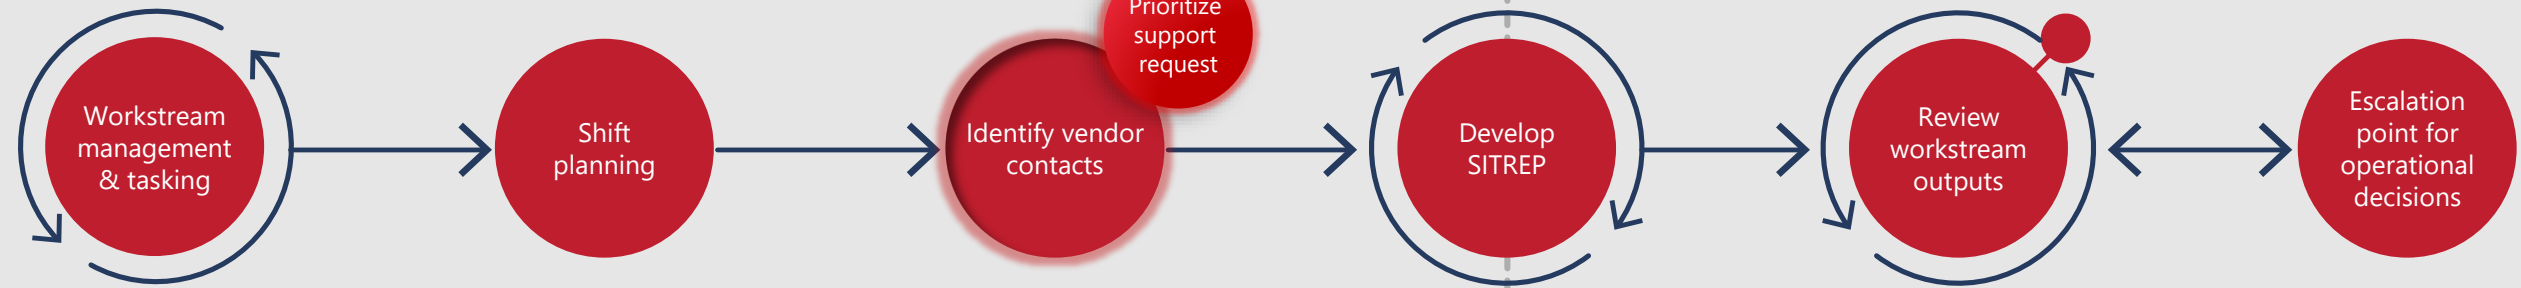 Workstream
management
& tasking
Shift
planning
Identify vendor
contacts
Prioritize
support
request
Develop
SITREP
Review
workstream
outputs
Escalation
point for
operational
decisions